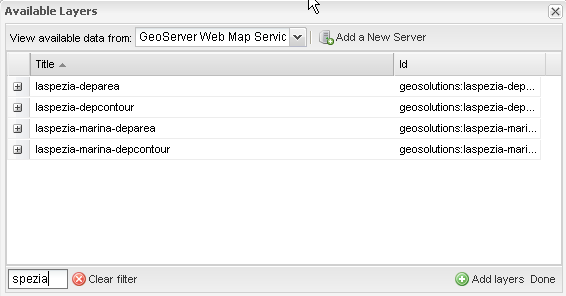 Available Layers
View available data from: GeoServer Web Map Servic Add a New Server
Title Id
laspezia-deparea geosolutions:laspezia-dep...
laspezia-depcontour geosolutions:laspezia-dep...
laspezia-marina-deparea geosolutions:laspezia-mari...
laspezia-marina-depcontour geosolutions:laspezia-mari...
spezia Clear filter Add layers Done